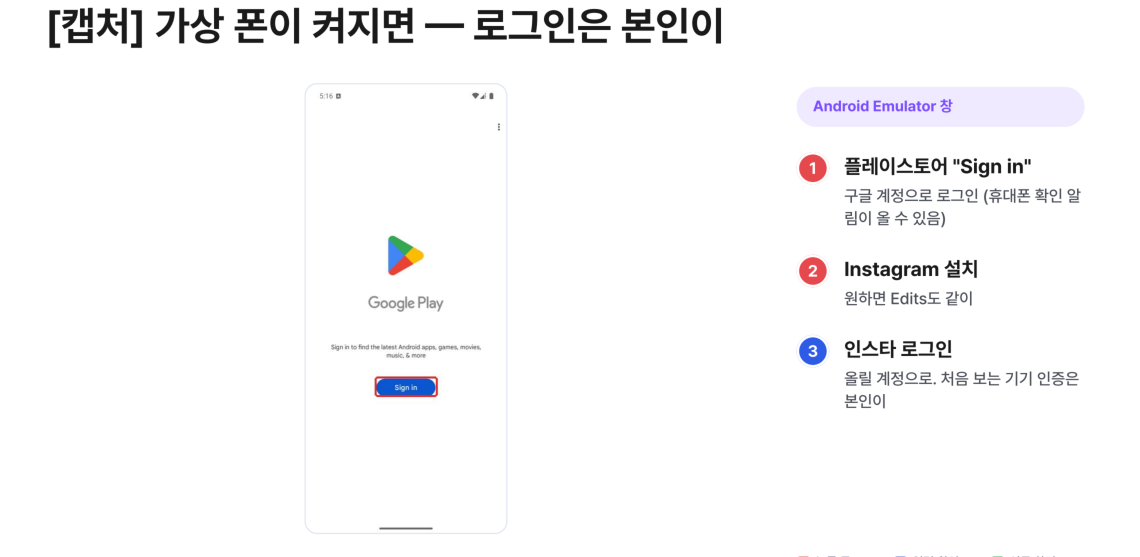 [캡처] 가상 폰이 켜지면 — 로그인은 본인이
5:16
Google Play
Sign in to find the latest Android apps, games, movies,
music, & more
Sign in
Android Emulator 창
1 플레이스토어 "Sign in"
구글 계정으로 로그인 (휴대폰 확인 알
림이 올 수 있음)
2 Instagram 설치
원하면 Edits도 같이
3 인스타 로그인
올릴 계정으로. 처음 보는 기기 인증은
본인이